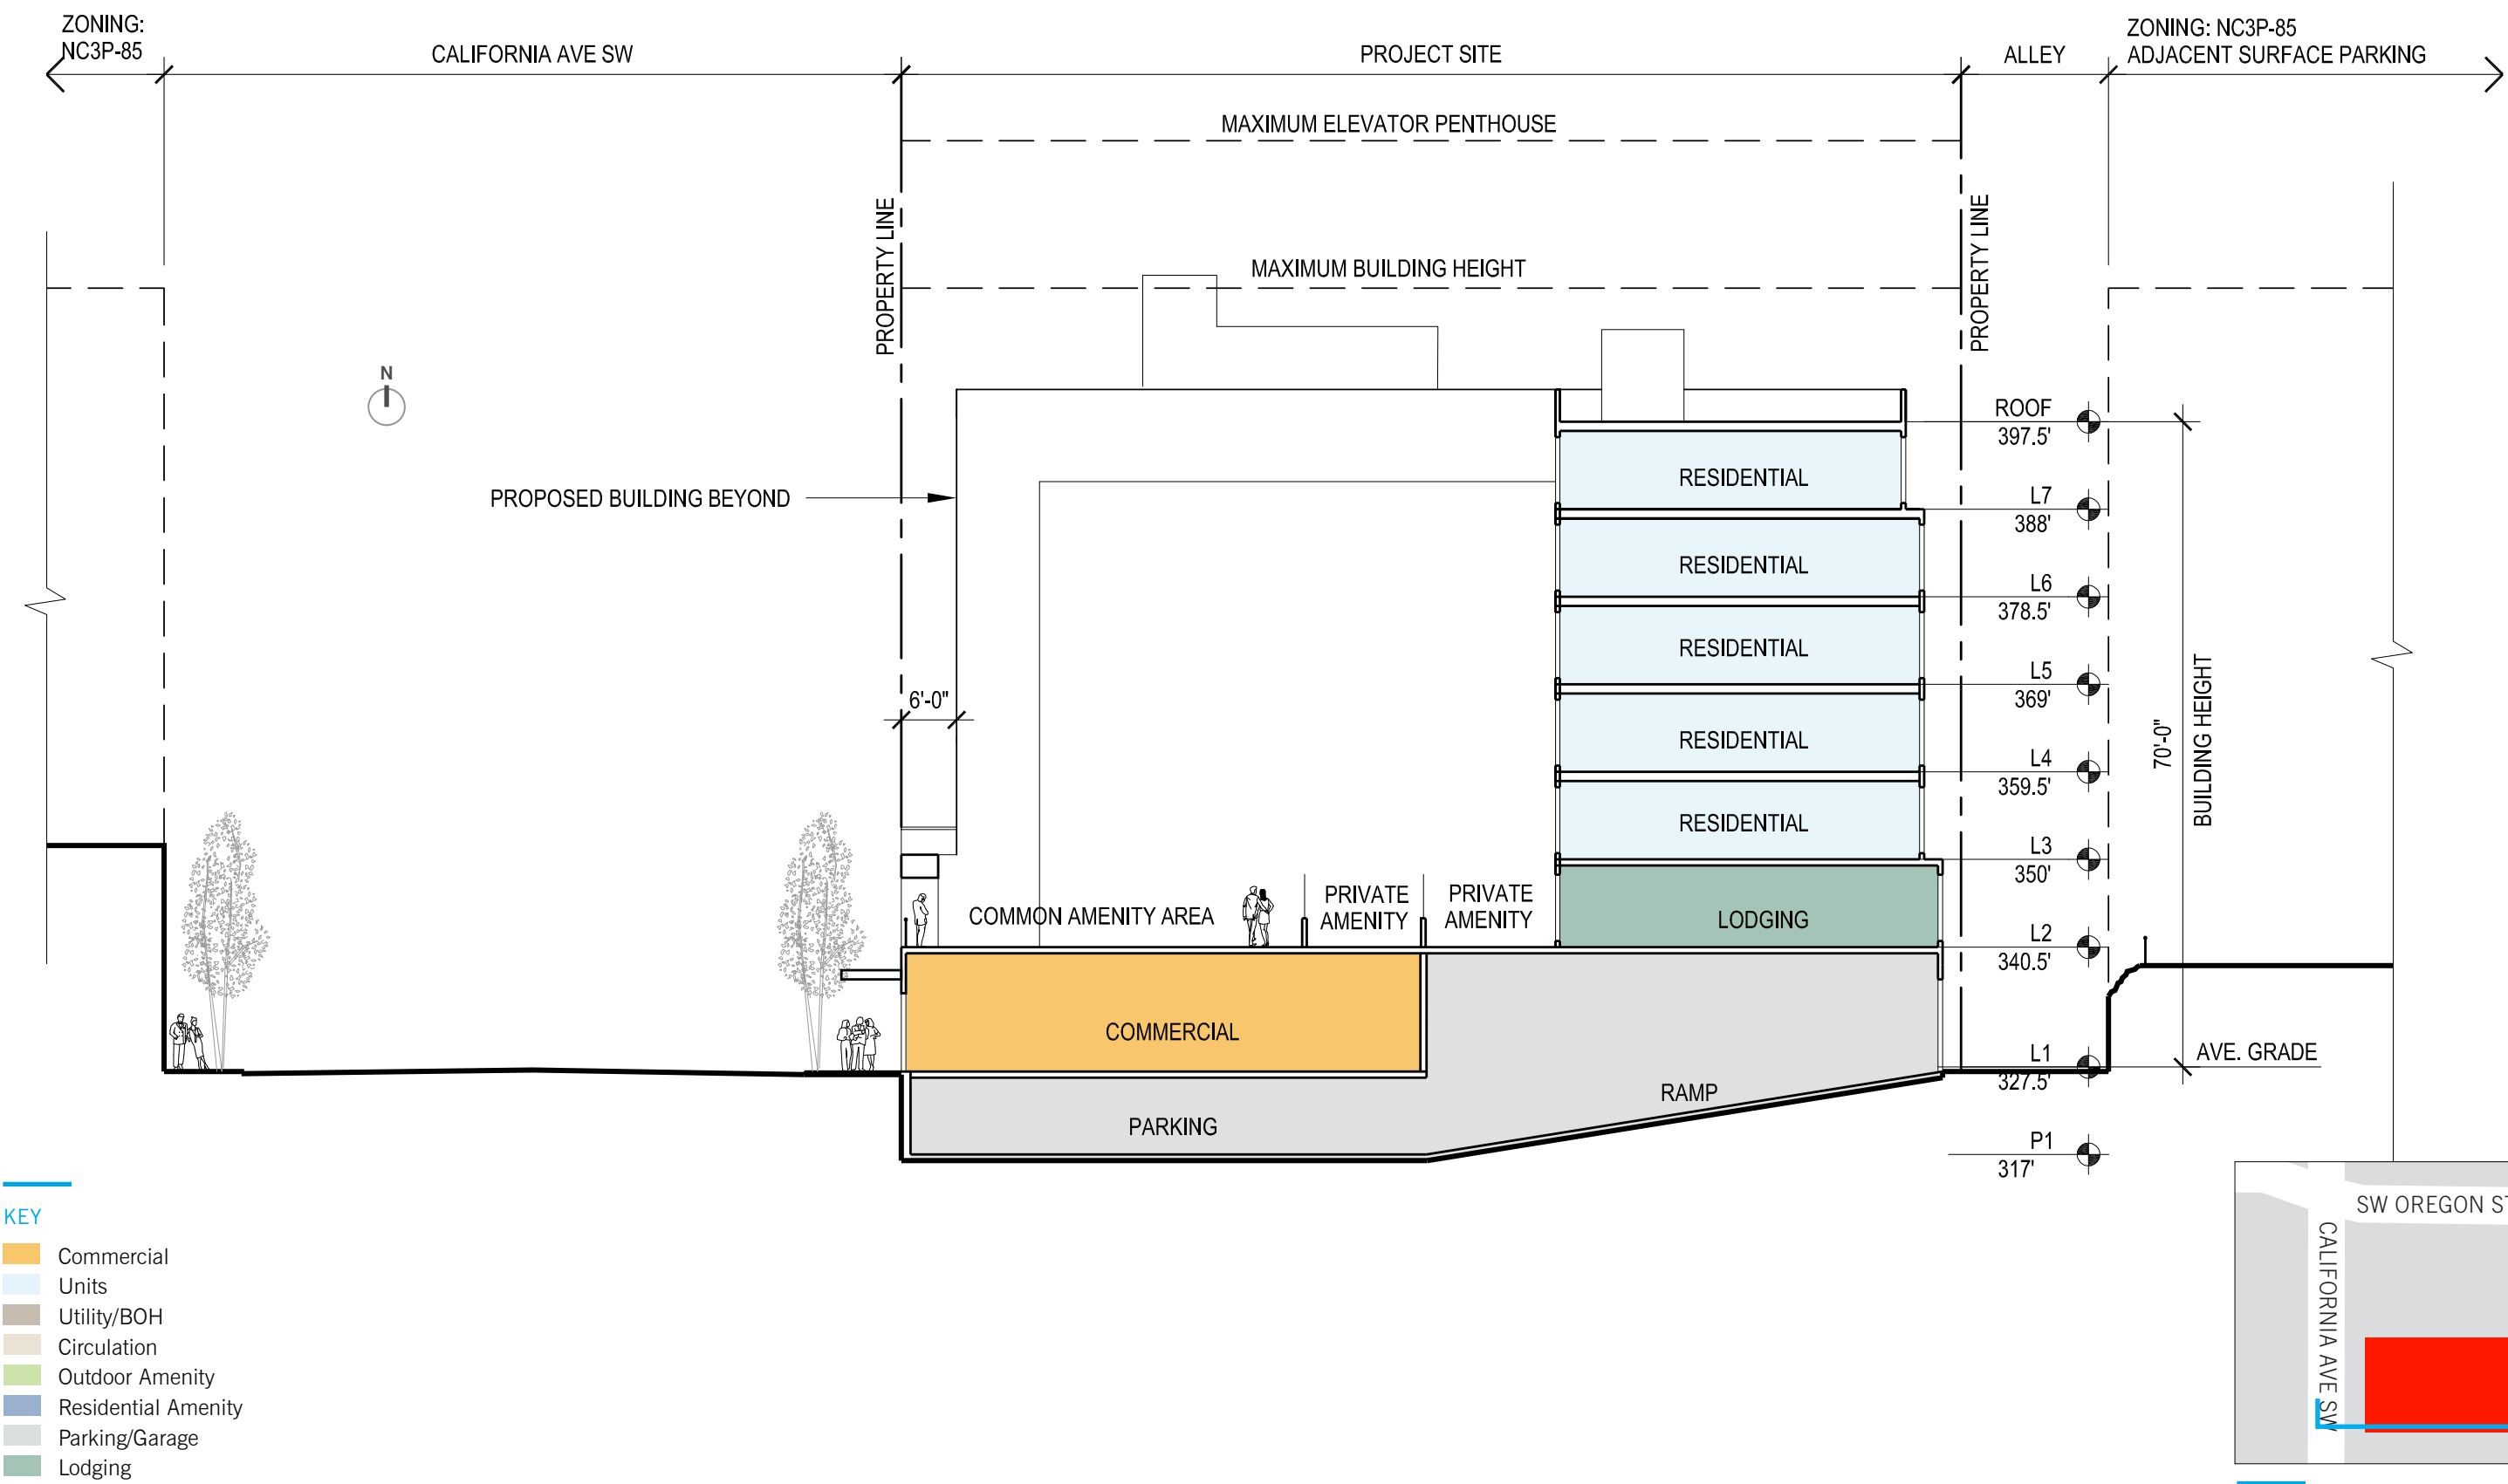 ZONING:
NC3P-85
CALIFORNIA AVE SW
PROJECT SITE
ALLEY
ZONING: NC3P-85
ADJACENT SURFACE PARKING
MAXIMUM ELEVATOR PENTHOUSE
PROPERTY LINE
PROPERTY LINE
MAXIMUM BUILDING HEIGHT
N
ROOF
397.5'
RESIDENTIAL
PROPOSED BUILDING BEYOND
L7
388'
RESIDENTIAL
L6
378.5'
RESIDENTIAL
L5
369'
6'-0"
RESIDENTIAL
70'-0"
BUILDING HEIGHT
L4
359.5'
RESIDENTIAL
L3
350'
COMMON AMENITY AREA
PRIVATE
AMENITY
PRIVATE
AMENITY
LODGING
L2
340.5'
COMMERCIAL
L1
327.5'
AVE. GRADE
RAMP
PARKING
P1
317'
KEY
Commercial
Units
Utility/BOH
Circulation
Outdoor Amenity
Residential Amenity
Parking/Garage
Lodging
SW OREGON S
CALIFORNIA AVE SW